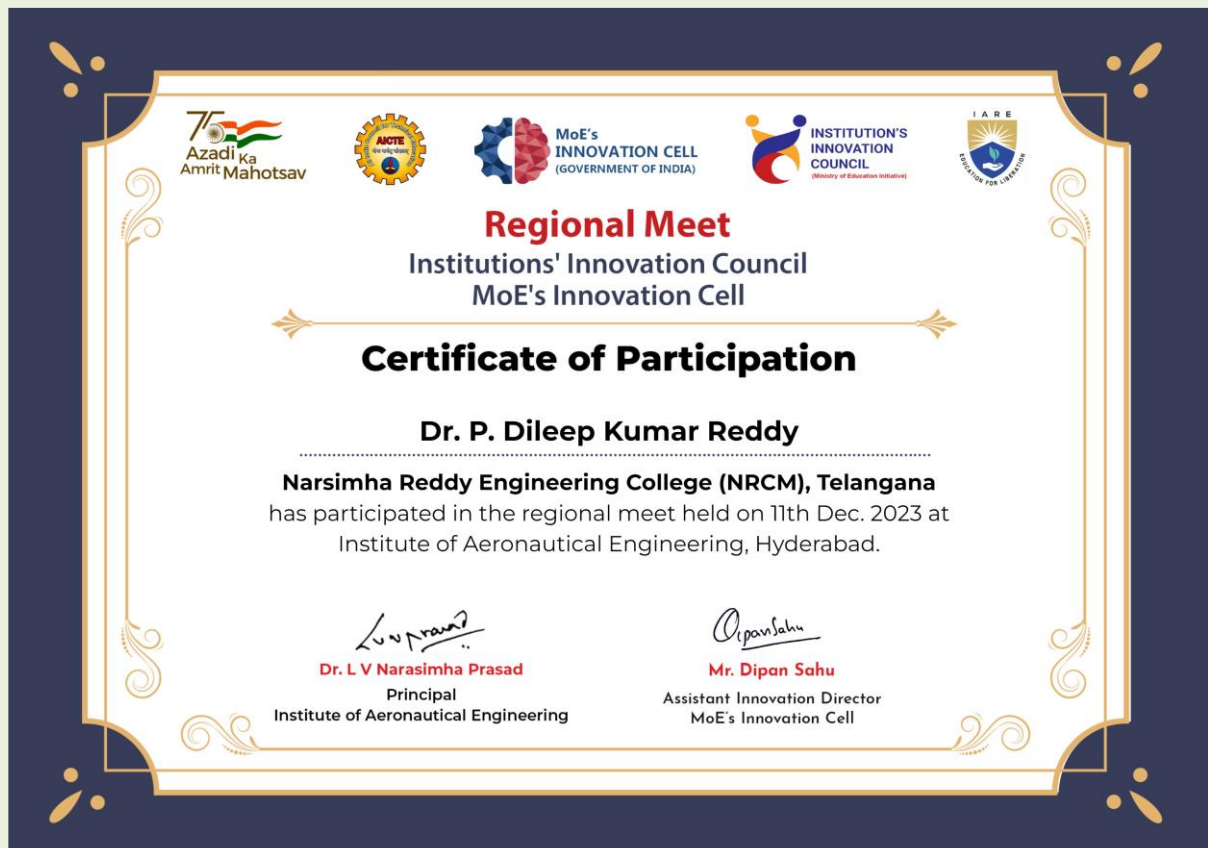 75
Azadi Ka
Amrit Mahotsav
AICTE
MoE's
INNOVATION CELL
(GOVERNMENT OF INDIA)
INSTITUTION'S
INNOVATION
COUNCIL
(Ministry of Education Initiative)
IARE
EDUCATION FOR LIBERATION
Regional Meet
Institutions' Innovation Council
MoE's Innovation Cell
Certificate of Participation
Dr. P. Dileep Kumar Reddy
Narsimha Reddy Engineering College (NRCM), Telangana
has participated in the regional meet held on 11th Dec. 2023 at
Institute of Aeronautical Engineering, Hyderabad.
Dr. L V Narasimha Prasad
Principal
Institute of Aeronautical Engineering
DipanSahu
Mr. Dipan Sahu
Assistant Innovation Director
MoE's Innovation Cell